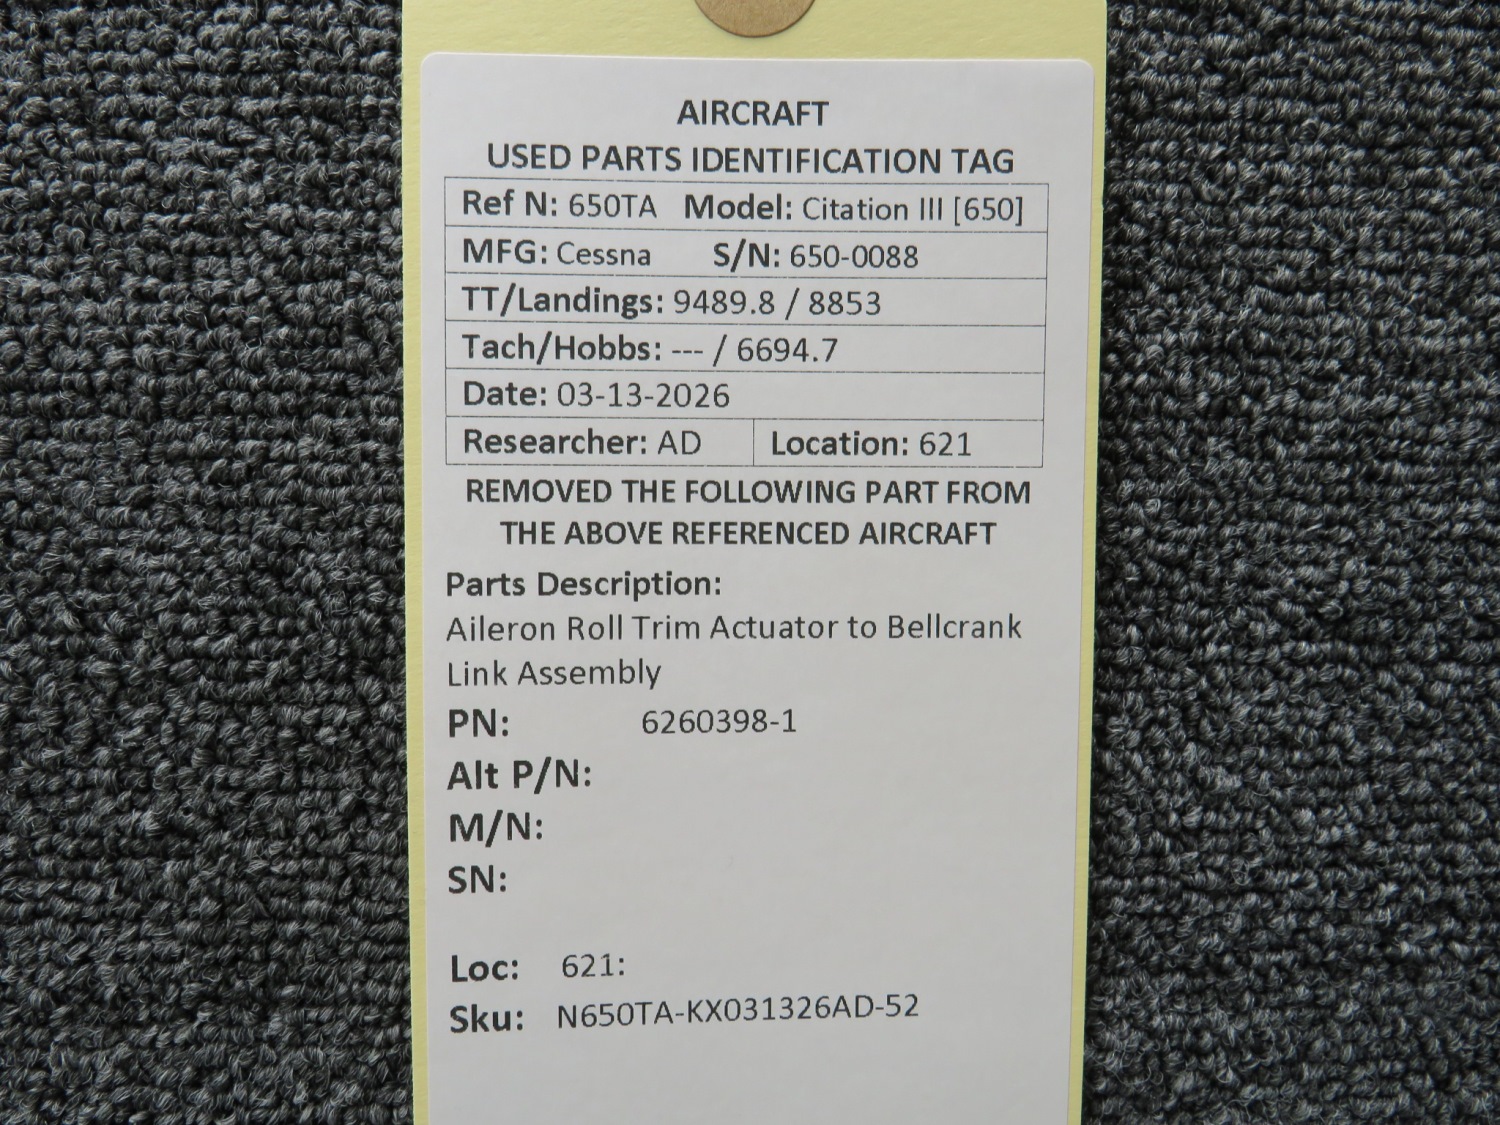 AIRCRAFT
USED PARTS IDENTIFICATION TAG
Ref N: 650TA Model: Citation III [650]
MFG: Cessna S/N: 650-0088
TT/Landings: 9489.8 / 8853
Tach/Hobbs: --- / 6694.7
Date: 03-13-2026
Researcher: AD Location: 621
REMOVED THE FOLLOWING PART FROM
THE ABOVE REFERENCED AIRCRAFT
Parts Description:
Aileron Roll Trim Actuator to Bellcrank
Link Assembly
PN: 6260398-1
Alt P/N:
M/N:
SN:
Loc: 621:
Sku: N650TA-KX031326AD-52